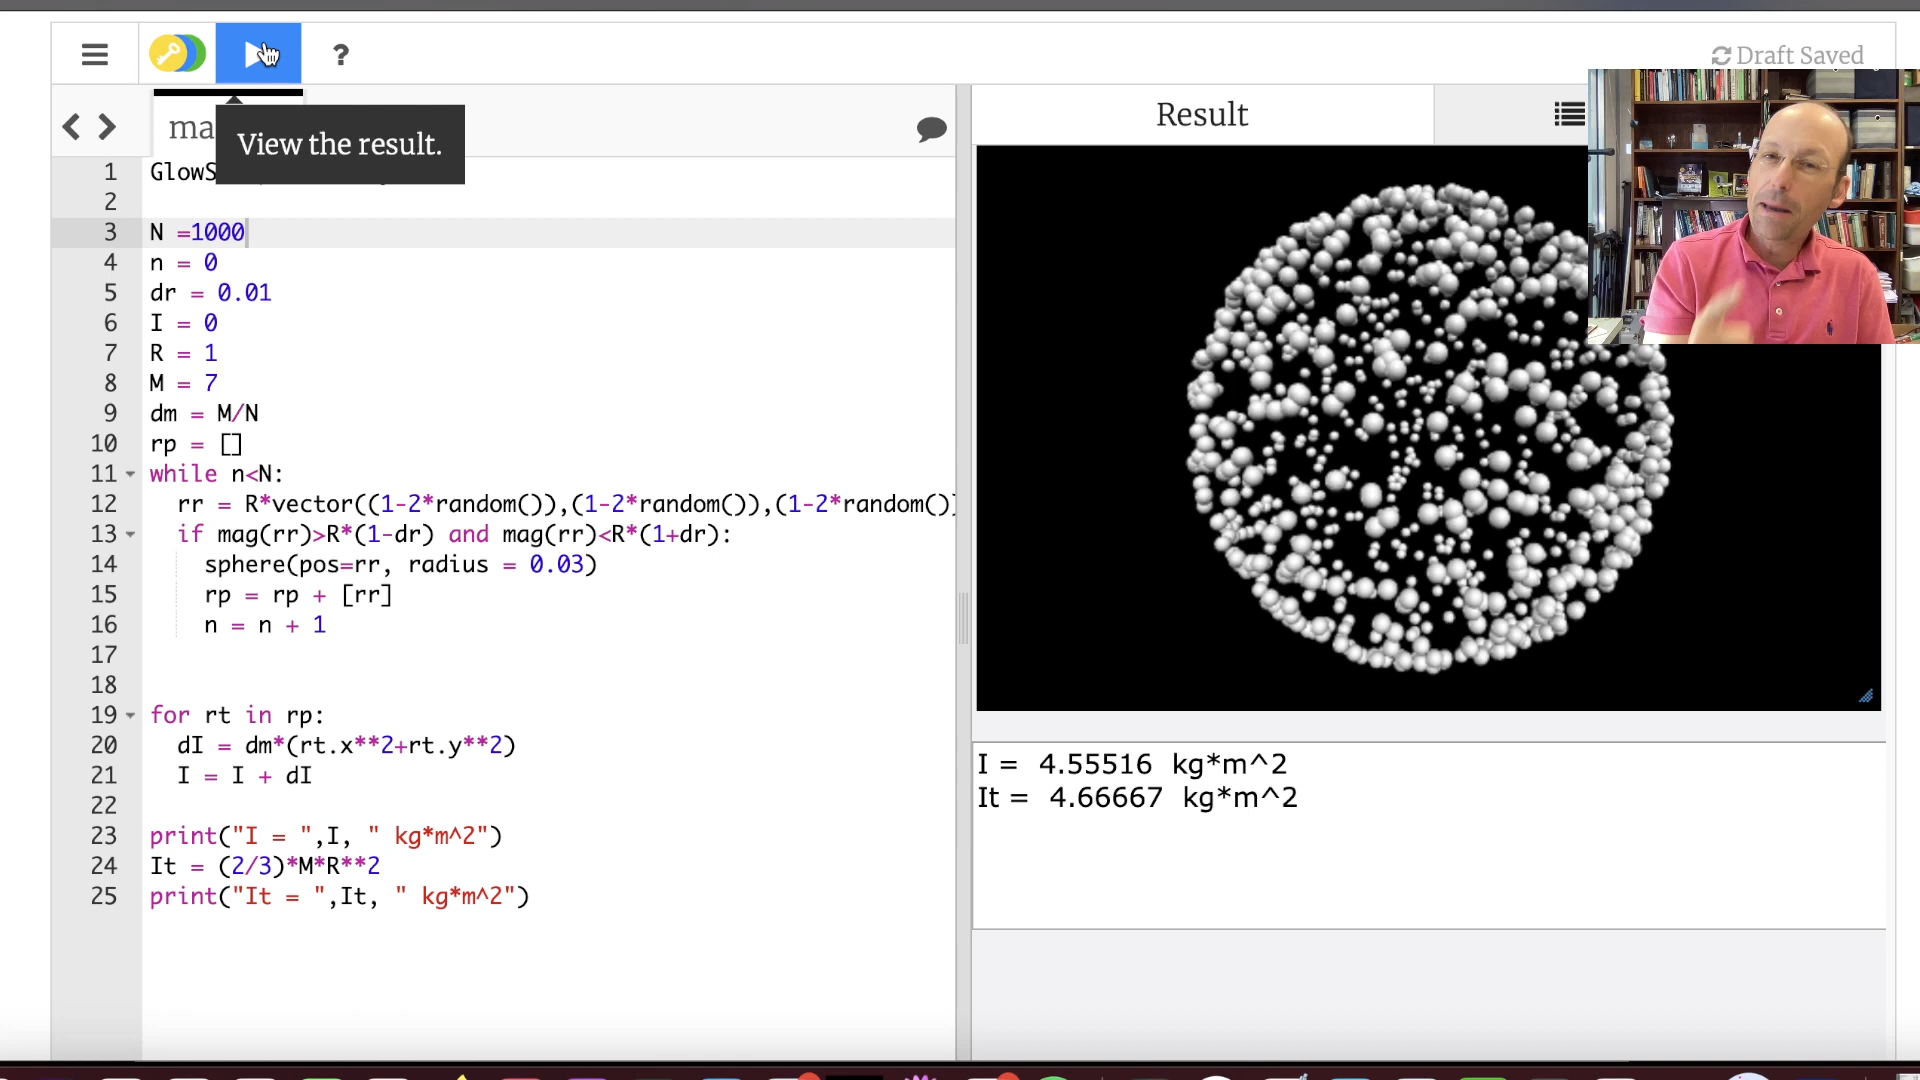 ?
Draft Saved
ma
View the result.
Result
1 GlowS
2
3 N =1000
4 n = 0
5 dr = 0.01
6 I = 0
7 R = 1
8 M = 7
9 dm = M/N
10 rp = []
11 while n<N:
12 rr = R*vector((1-2*random()),(1-2*random()),(1-2*random()
13 if mag(rr)>R*(1-dr) and mag(rr)<R*(1+dr):
14 sphere(pos=rr, radius = 0.03)
15 rp = rp + [rr]
16 n = n + 1
17
18
19 for rt in rp:
20 dI = dm*(rt.x**2+rt.y**2)
21 I = I + dI
22
23 print("I = ",I, " kg*m^2")
24 It = (2/3)*M*R**2
25 print("It = ",It, " kg*m^2")
I = 4.55516 kg*m^2
It = 4.66667 kg*m^2